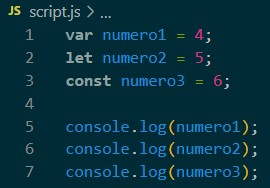 JS script.js > ...
1 var numero1 = 4;
2 let numero2 = 5;
3 const numero3 = 6;
4
5 console.log(numero1);
6 console.log(numero2);
7 console.log(numero3);